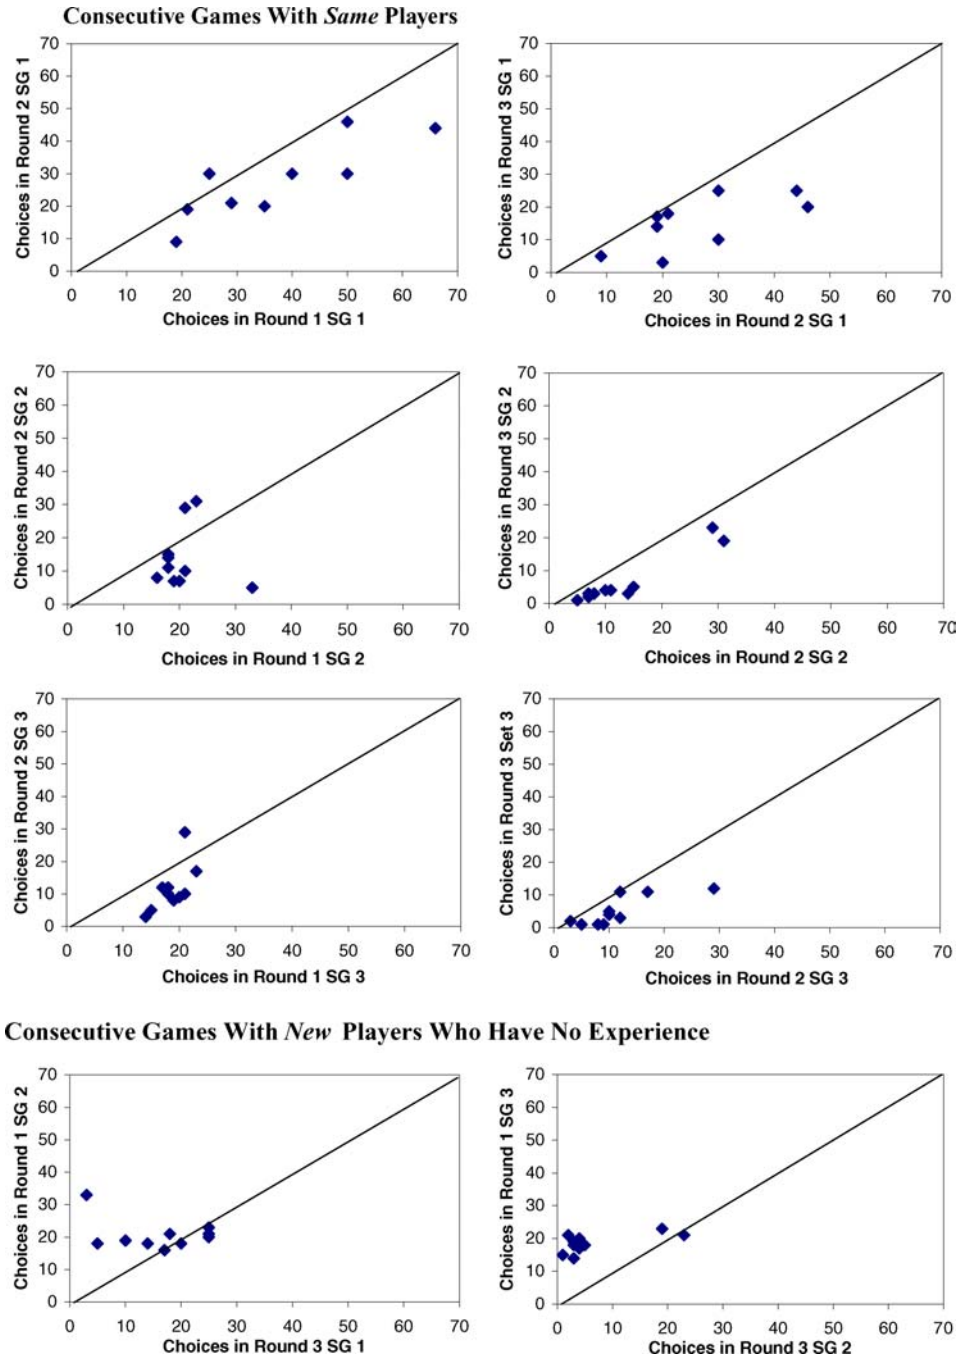 Consecutive Games With Same Players
Choices in Round 2 SG 1
70
60
50
40
30
20
10
0
0 10 20 30 40 50 60 70
Choices in Round 1 SG 1
Choices in Round 3 SG 1
70
60
50
40
30
20
10
0
0 10 20 30 40 50 60 70
Choices in Round 2 SG 1
Choices in Round 2 SG 2
70
60
50
40
30
20
10
0
0 10 20 30 40 50 60 70
Choices in Round 1 SG 2
Choices in Round 3 SG 2
70
60
50
40
30
20
10
0
0 10 20 30 40 50 60 70
Choices in Round 2 SG 2
Choices in Round 2 SG 3
70
60
50
40
30
20
10
0
0 10 20 30 40 50 60 70
Choices in Round 1 SG 3
Choices in Round 3 Set 3
70
60
50
40
30
20
10
0
0 10 20 30 40 50 60 70
Choices in Round 2 SG 3
Consecutive Games With New Players Who Have No Experience
Choices in Round 1 SG 2
70
60
50
40
30
20
10
0
0 10 20 30 40 50 60 70
Choices in Round 3 SG 1
Choices in Round 1 SG 3
70
60
50
40
30
20
10
0
0 10 20 30 40 50 60 70
Choices in Round 3 SG 2